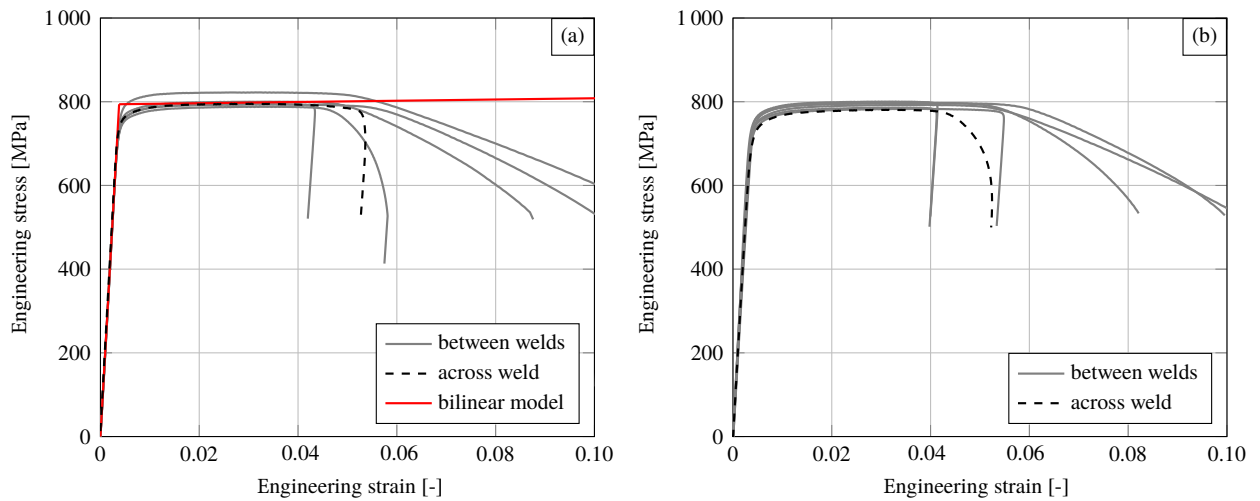 (a)
1 000
800
600
400
200
0
0
0.02
0.04
0.06
0.08
0.10
Engineering strain [-]
Engineering stress [MPa]
between welds
across weld
bilinear model
(b)
1 000
800
600
400
200
0
0
0.02
0.04
0.06
0.08
0.10
Engineering strain [-]
Engineering stress [MPa]
between welds
across weld